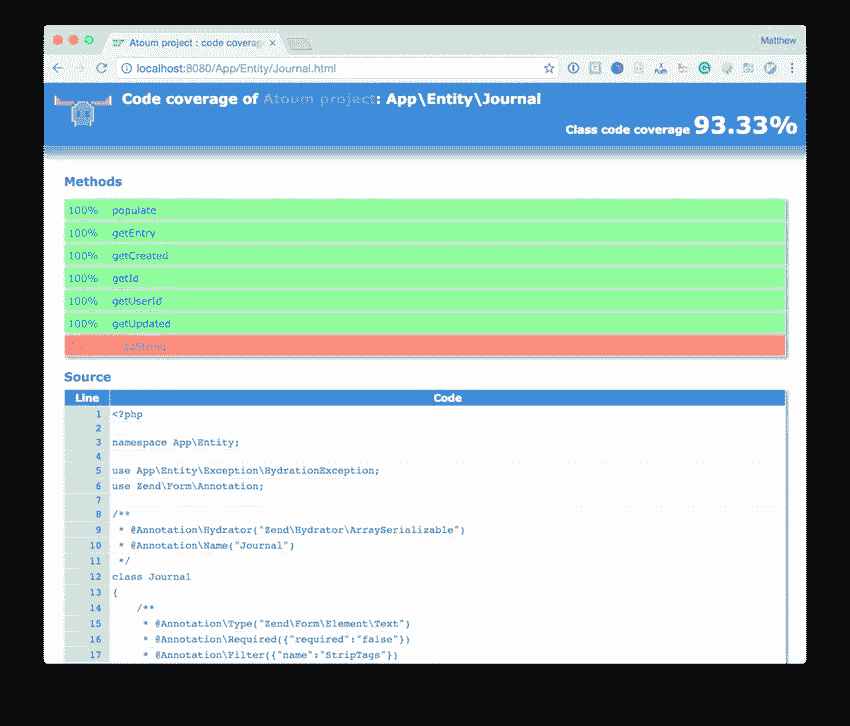 Atoum project : code coverag
Matthew
localhost:8080/App/Entity/Journal.html
Code coverage of Atoum project: App\Entity\Journal
Class code coverage 93.33%
Methods
100% populate
100% getEntry
100% getCreated
100% getId
100% getUserId
100% getUpdated
toString
Source
Line Code
1 <?php
2
3 namespace App\Entity;
4
5 use App\Entity\Exception\HydrationException;
6 use Zend\Form\Annotation;
7
8 /**
9 * @Annotation\Hydrator("Zend\Hydrator\ArraySerializable")
10 * @Annotation\Name("Journal")
11 */
12 class Journal
13 {
14 /**
15 * @Annotation\Type("Zend\Form\Element\Text")
16 * @Annotation\Required({"required":"false"})
17 * @Annotation\Filter({"name":"StripTags"})